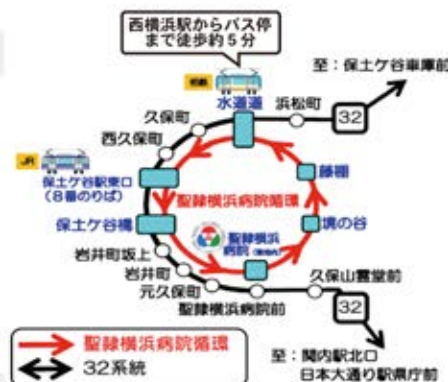 西横浜駅からバス停
まで徒歩約5分
相鉄
水道道
浜松町
32
至:保土ケ谷車庫前
久保町
西久保町
JR
保土ケ谷駅東口
(8番のりば)
藤棚
聖隷横浜病院循環
保土ケ谷橋
聖隷横浜
病院
境の谷
岩井町坂上
岩井町
元久保町
聖隷横浜病院前
久保山霊堂前
32
聖隷横浜病院循環
32系統
至:関内駅北口
日本大通り駅県庁前